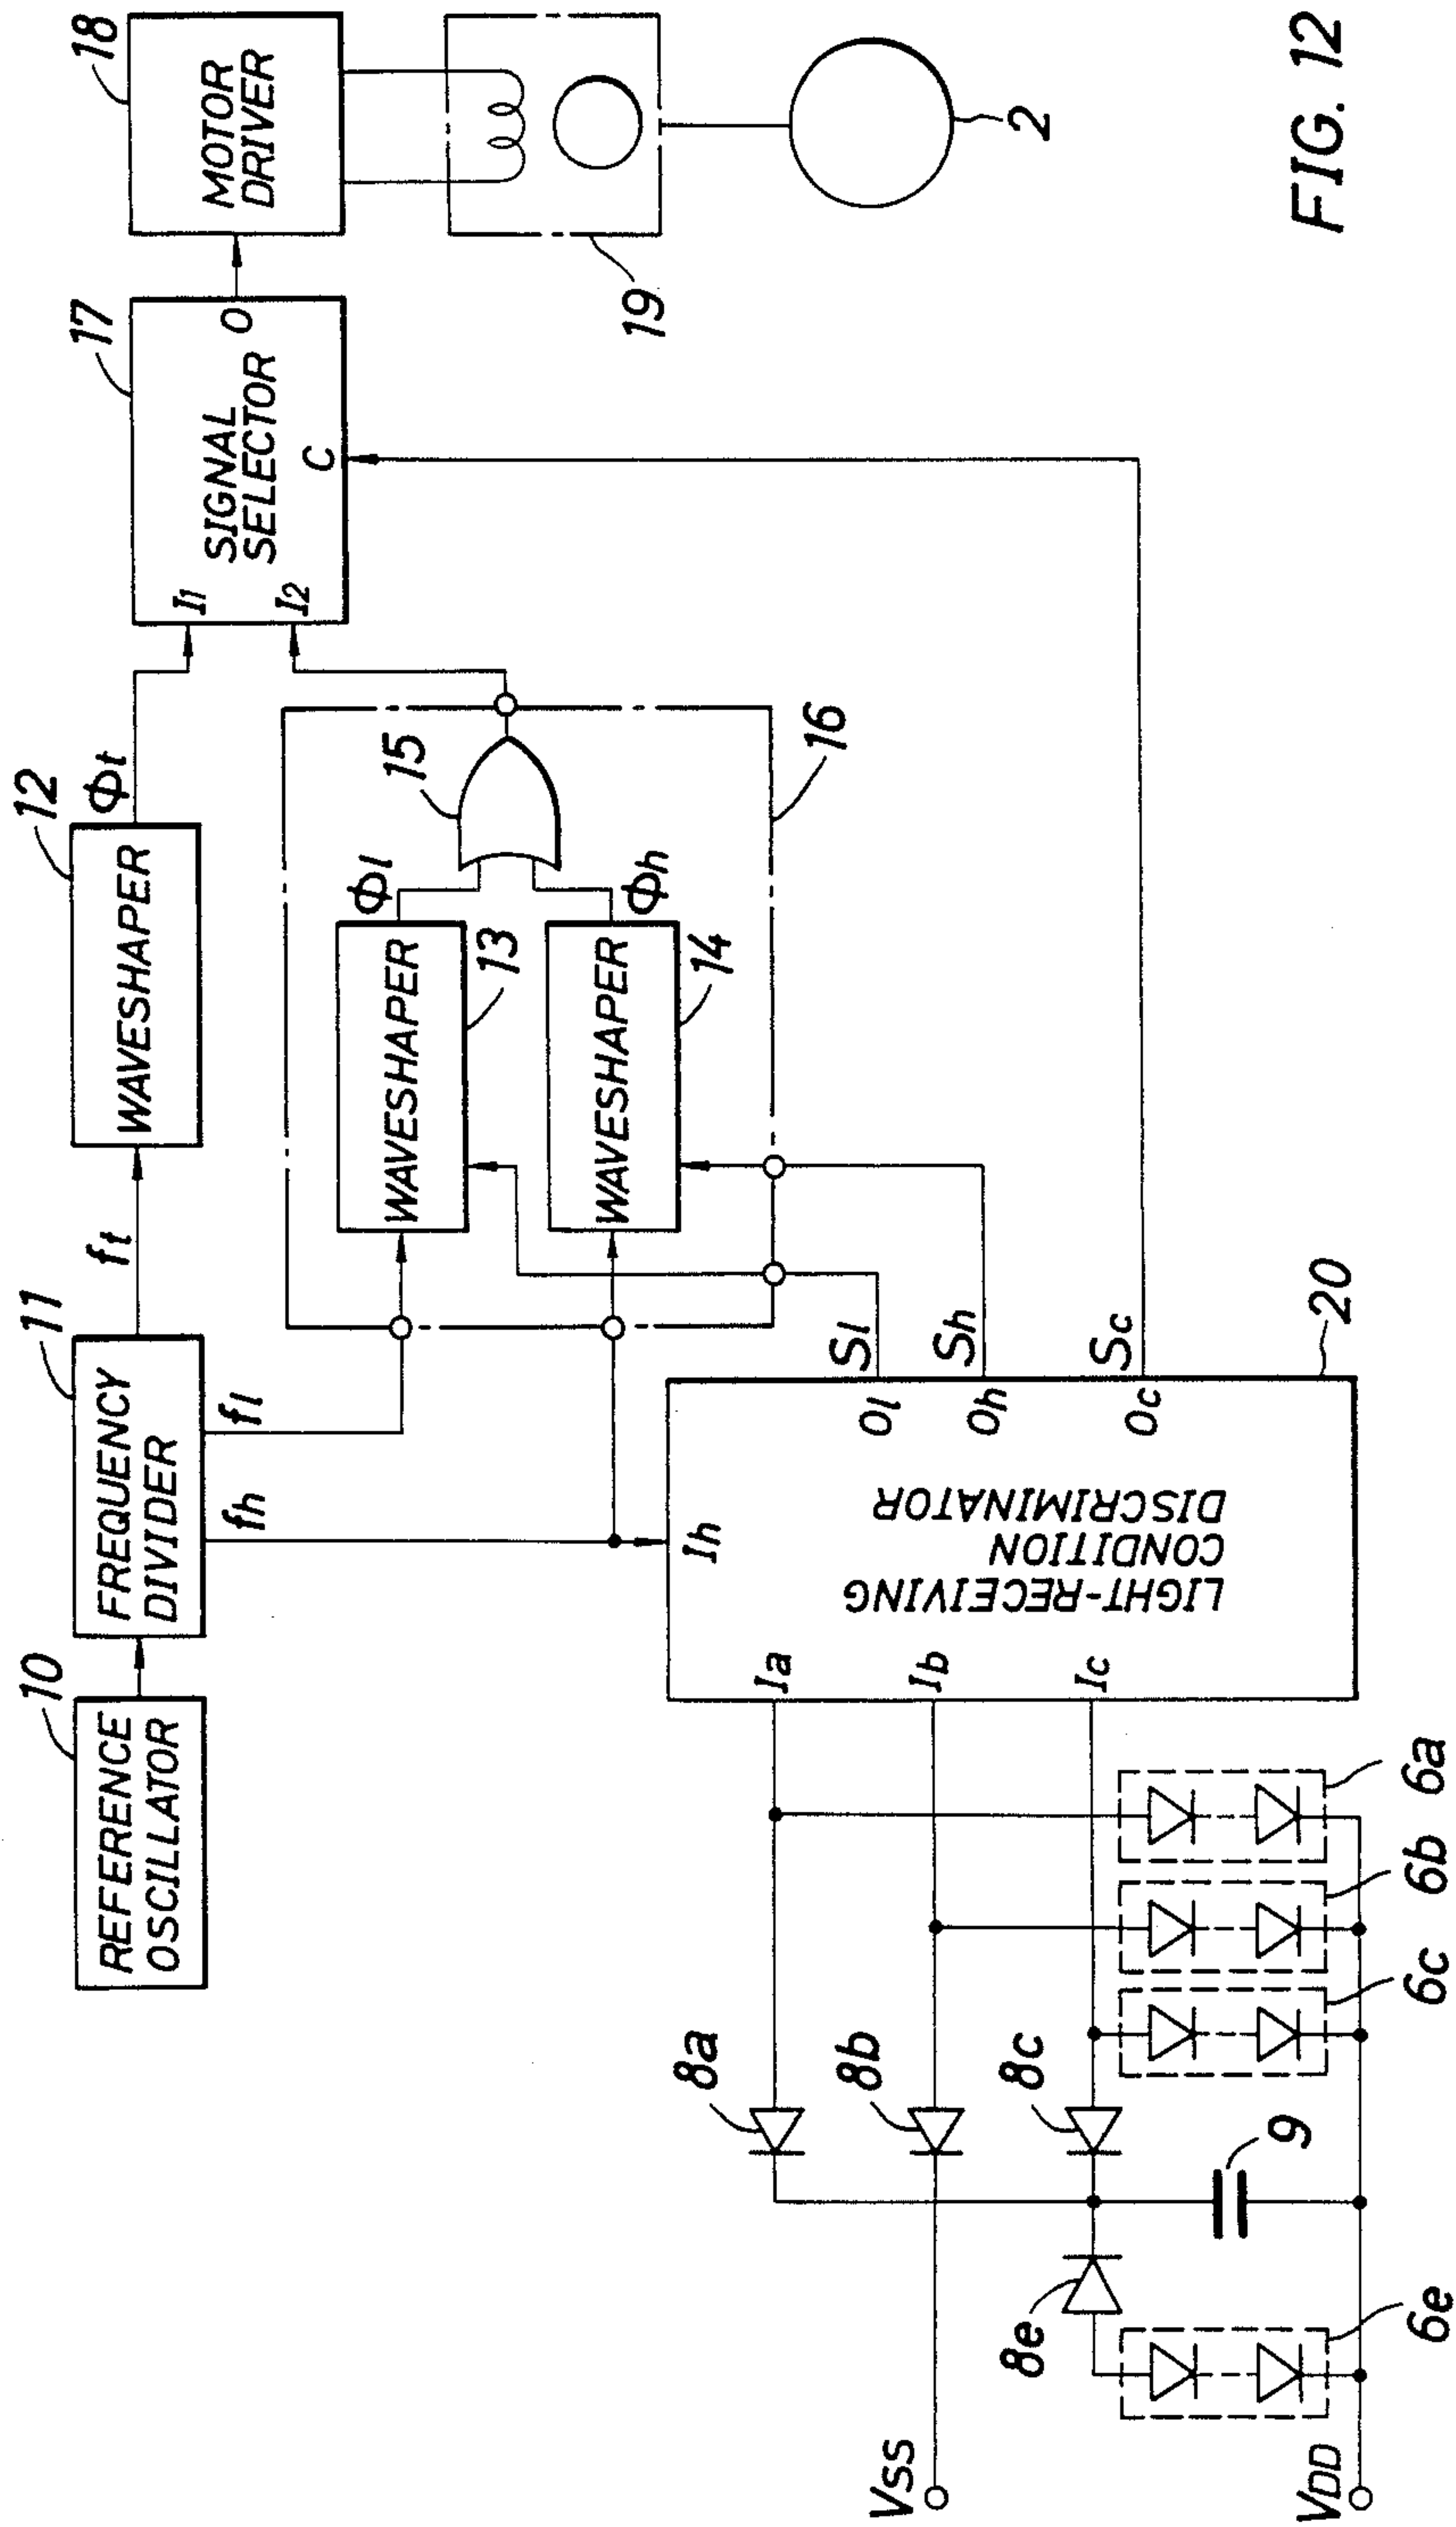 10
REFERENCE
OSCILLATOR
11
FREQUENCY
DIVIDER
ft
fl
fh
12
WAVESHAPER
Φt
17
I1
I2
SIGNAL
SELECTOR
O
C
18
MOTOR
DRIVER
19
2
WAVESHAPER
13
Φl
WAVESHAPER
14
Φh
15
16
Ih
Ia
Ib
Ic
LIGHT-RECEIVING
CONDITION
DISCRIMINATOR
Ol
Oh
Oc
Sl
Sh
Sc
20
8a
8b
8c
8e
9
6a
6b
6c
6e
VSS
VDD
FIG. 12